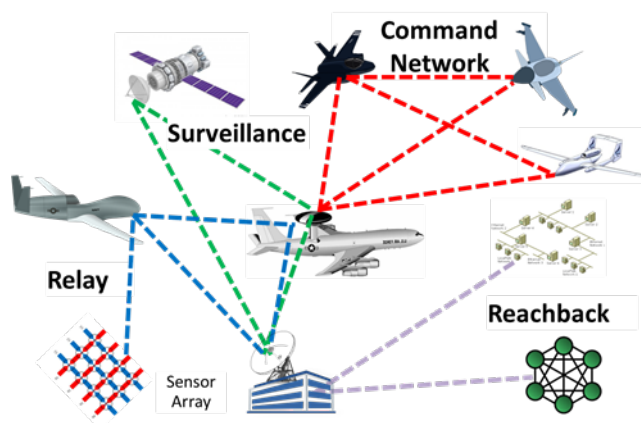 Command
Network
Surveillance
Relay
Reachback
Sensor
Array